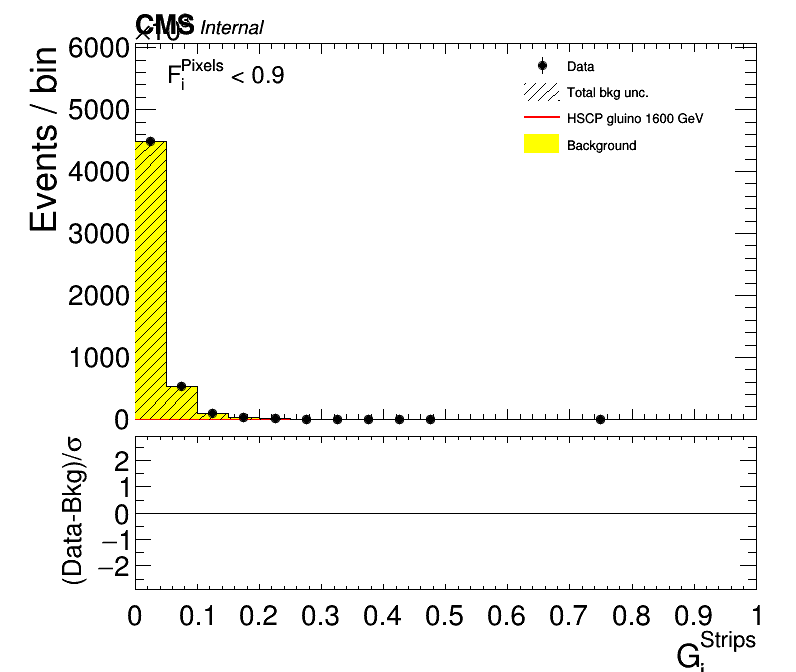 CMS Internal
×10³
6000
5000
4000
3000
2000
1000
0
Events / bin
F_i^Pixels < 0.9
Data
Total bkg unc.
HSCP gluino 1600 GeV
Background
(Data-Bkg)/σ
2
1
0
−1
−2
0 0.1 0.2 0.3 0.4 0.5 0.6 0.7 0.8 0.9 1
G_i^Strips